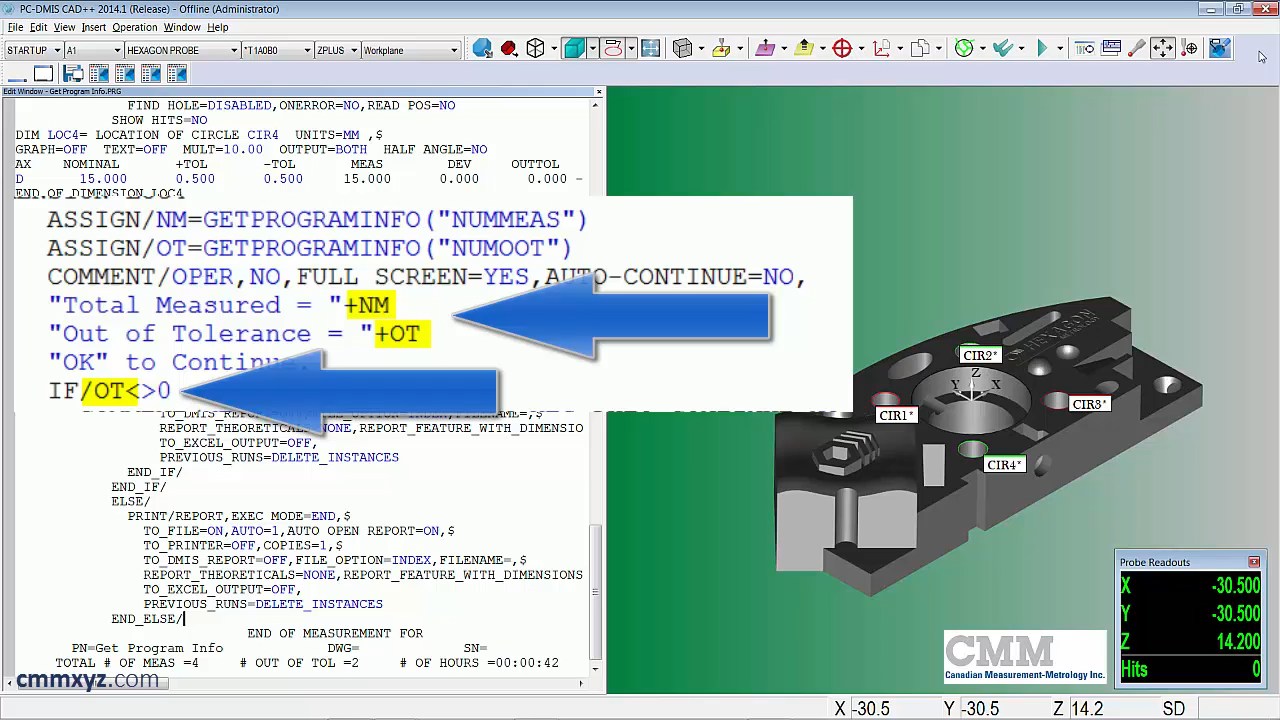 PC-DMIS CAD++ 2014.1 (Release) - Offline (Administrator)
File Edit View Insert Operation Window Help
STARTUP A1 HEXAGON PROBE *T1A0B0 ZPLUS Workplane
Edit Window - Get Program Info.PRG
FIND HOLE=DISABLED,ONERROR=NO,READ POS=NO
SHOW HITS=NO
DIM LOC4= LOCATION OF CIRCLE CIR4 UNITS=MM ,$
GRAPH=OFF TEXT=OFF MULT=10.00 OUTPUT=BOTH HALF ANGLE=NO
AX NOMINAL +TOL -TOL MEAS DEV OUTTOL
D 15.000 0.500 0.500 15.000 0.000 0.000 -
END OF DIMENSION LOC4
ASSIGN/NM=GETPROGRAMINFO("NUMMEAS")
ASSIGN/OT=GETPROGRAMINFO("NUMOOT")
COMMENT/OPER,NO,FULL SCREEN=YES,AUTO-CONTINUE=NO,
"Total Measured = "+NM
"Out of Tolerance = "+OT
"OK" to Continue.
IF/OT<>0
REPORT_THEORETICALS=NONE,REPORT_FEATURE_WITH_DIMENSIO
TO_EXCEL_OUTPUT=OFF,
PREVIOUS_RUNS=DELETE_INSTANCES
END_IF/
END_IF/
ELSE/
PRINT/REPORT,EXEC MODE=END,$
TO_FILE=ON,AUTO=1,AUTO OPEN REPORT=ON,$
TO_PRINTER=OFF,COPIES=1,$
TO_DMIS_REPORT=OFF,FILE_OPTION=INDEX,FILENAME=,$
REPORT_THEORETICALS=NONE,REPORT_FEATURE_WITH_DIMENSIONS
TO_EXCEL_OUTPUT=OFF,
PREVIOUS_RUNS=DELETE_INSTANCES
END_ELSE/
END OF MEASUREMENT FOR
PN=Get Program Info DWG= SN=
TOTAL # OF MEAS =4 # OUT OF TOL =2 # OF HOURS =00:00:42
cmmxyz.com
HEXAGON
CIR2*
Z
Y X
CIR1*
CIR3*
CIR4*
Probe Readouts
X -30.500
Y -30.500
Z 14.200
Hits 0
CMM
Canadian Measurement-Metrology Inc.
X -30.5 Y -30.5 Z 14.2 SD